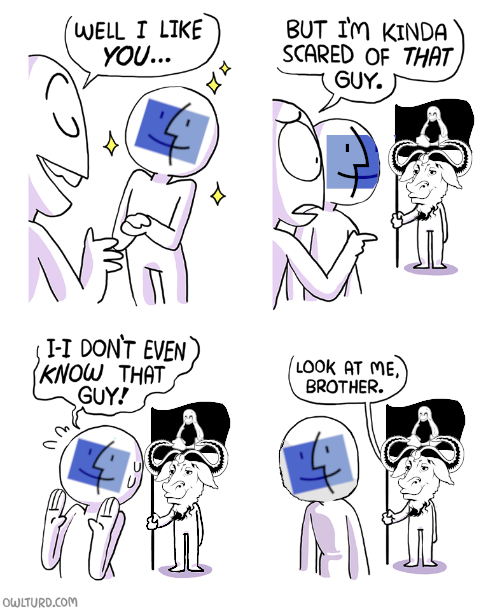 WELL I LIKE
YOU...
BUT I'M KINDA
SCARED OF THAT
GUY.
I-I DON'T EVEN
KNOW THAT
GUY!
LOOK AT ME,
BROTHER.
OWLTURD.COM